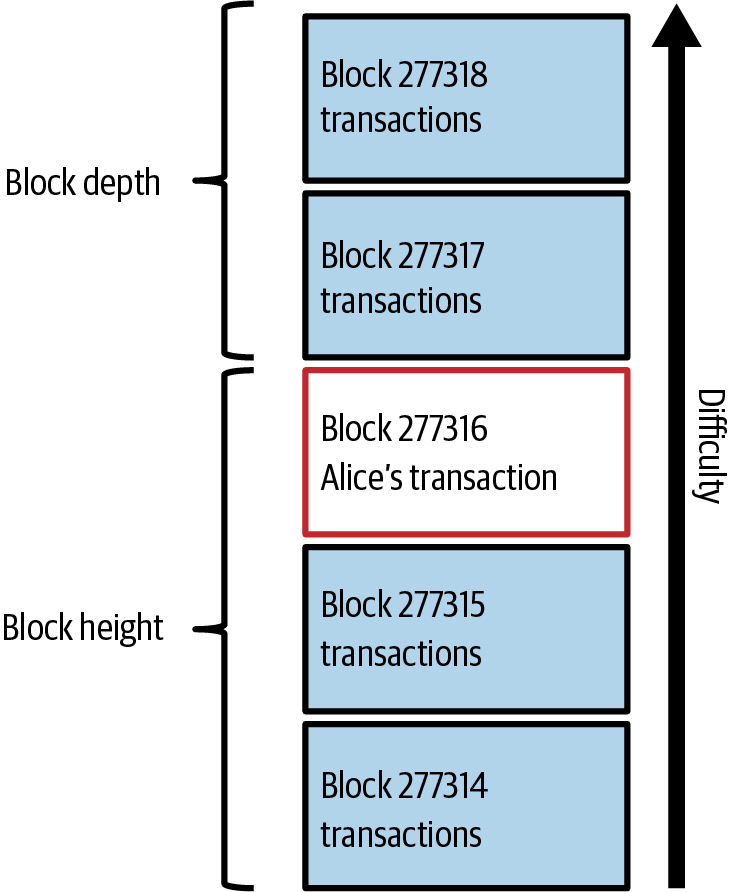 Block 277318
transactions
Block depth
Block 277317
transactions
Block 277316
Alice's transaction
Difficulty
Block 277315
transactions
Block height
Block 277314
transactions